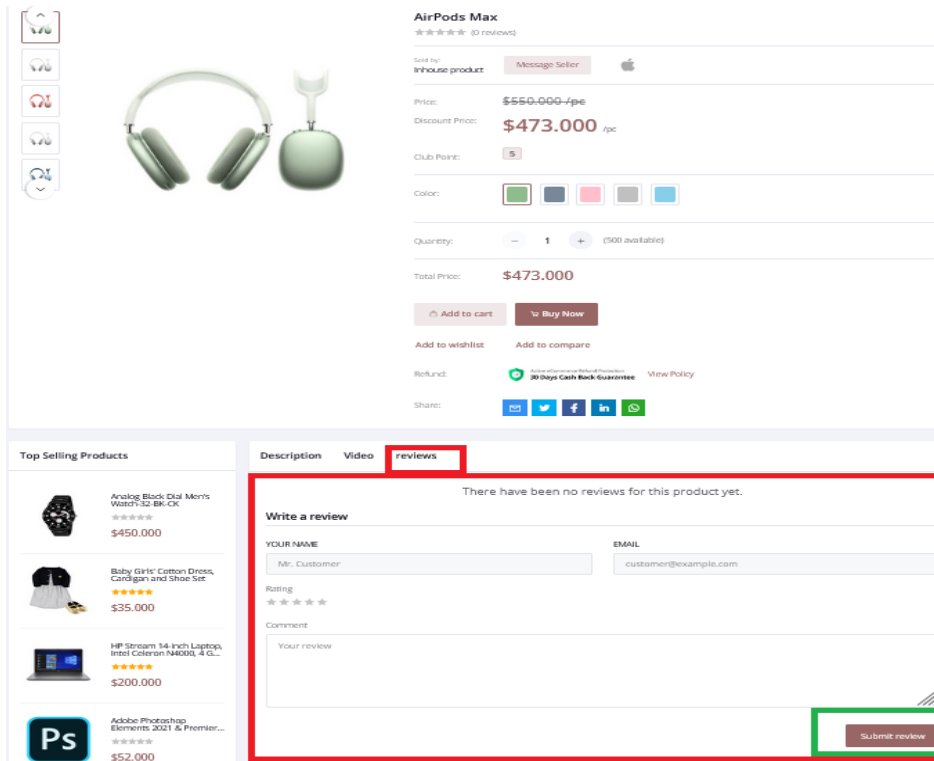 AirPods Max
(0 reviews)
Sold by:
Inhouse product
Message Seller
Price: $550.000 /pc
Discount Price: $473.000 /pc
Club Point: 5
Color:
Quantity: − 1 + (500 available)
Total Price: $473.000
Add to cart Buy Now
Add to wishlist Add to compare
Refund:
30 Days Cash Back Guarantee View Policy
Share:
Top Selling Products
Analog Black Dial Men's
Watch-32-BK-CK
$450.000
Baby Girls' Cotton Dress,
Cardigan and Shoe Set
$35.000
HP Stream 14-inch Laptop,
Intel Celeron N4000, 4 G...
$200.000
Ps
Adobe Photoshop
Elements 2021 & Premier...
$52.000
Description Video reviews
There have been no reviews for this product yet.
Write a review
YOUR NAME EMAIL
Mr. Customer customer@example.com
Rating
Comment
Your review
Submit review